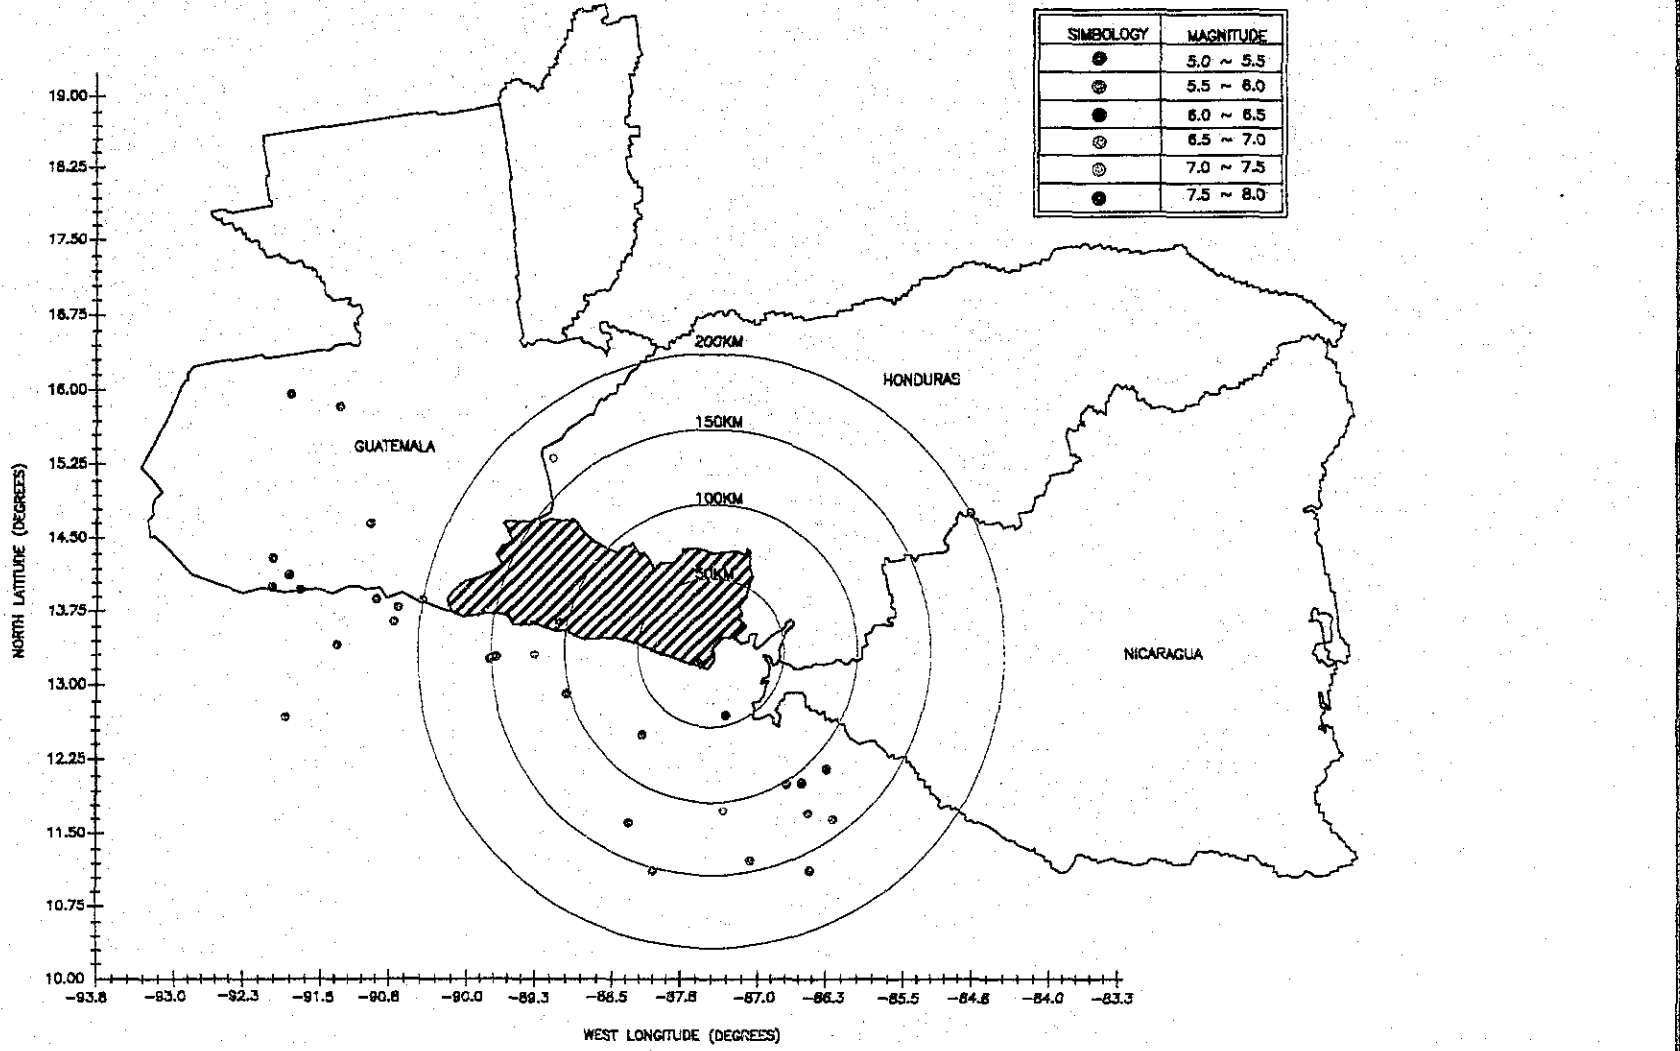 SIMBOLOGY MAGNITUDE
5.0 ~ 5.5
5.5 ~ 6.0
6.0 ~ 6.5
6.5 ~ 7.0
7.0 ~ 7.5
7.5 ~ 8.0
19.00
18.25
17.50
16.75
16.00
15.25
14.50
13.75
13.00
12.25
11.50
10.75
10.00
NORTH LATITUDE (DEGREES)
200KM
HONDURAS
150KM
GUATEMALA
100KM
50KM
NICARAGUA
-93.8 -93.0 -92.3 -91.5 -90.8 -90.0 -89.3 -88.5 -87.8 -87.0 -86.3 -85.5 -84.8 -84.0 -83.3
WEST LONGITUDE (DEGREES)